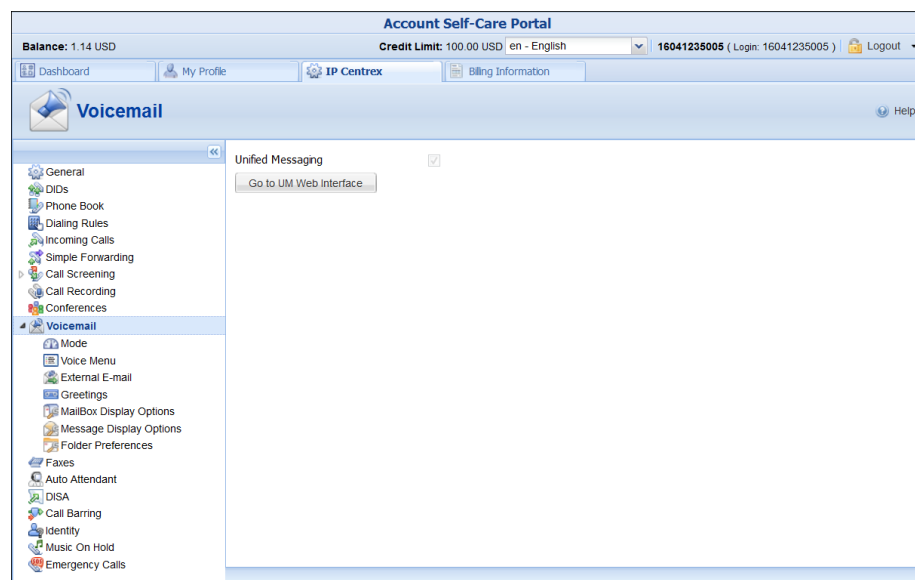 Account Self-Care Portal
Balance: 1.14 USD Credit Limit: 100.00 USD en - English 16041235005 ( Login: 16041235005 ) Logout
Dashboard My Profile IP Centrex Billing Information
Voicemail Help
Unified Messaging
Go to UM Web Interface
General
DIDs
Phone Book
Dialing Rules
Incoming Calls
Simple Forwarding
Call Screening
Call Recording
Conferences
Voicemail
Mode
Voice Menu
External E-mail
Greetings
MailBox Display Options
Message Display Options
Folder Preferences
Faxes
Auto Attendant
DISA
Call Barring
Identity
Music On Hold
Emergency Calls